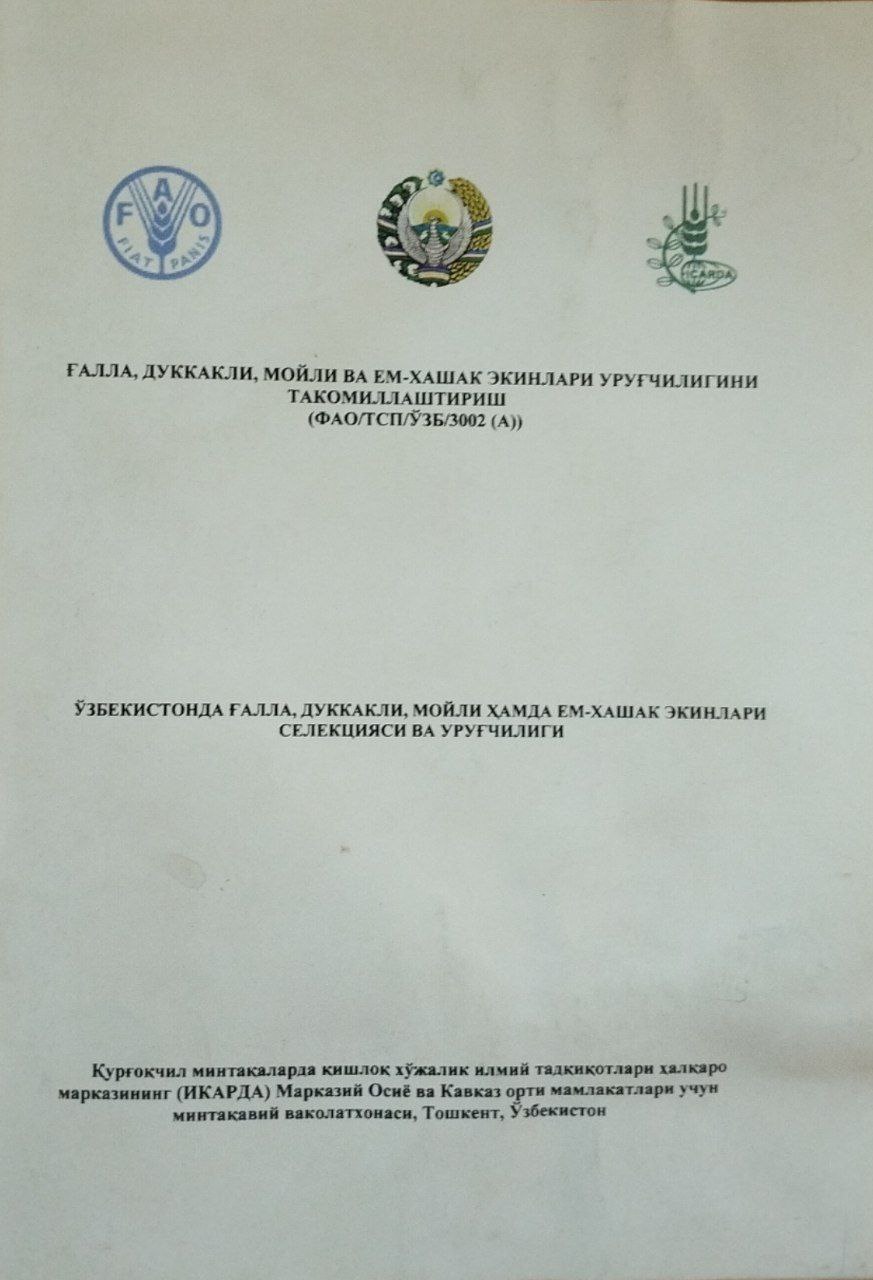 FAO
FIAT PANIS
ICARDA
ҒАЛЛА, ДУККАКЛИ, МОЙЛИ ВА ЕМ-ХАШАК ЭКИНЛАРИ УРУҒЧИЛИГИНИ
ТАКОМИЛЛАШТИРИШ
(ФАО/ТСП/ЎЗБ/3002 (А))
ЎЗБЕКИСТОНДА ҒАЛЛА, ДУККАКЛИ, МОЙЛИ ҲАМДА ЕМ-ХАШАК ЭКИНЛАРИ
СЕЛЕКЦИЯСИ ВА УРУҒЧИЛИГИ
Қурғоқчил минтақаларда қишлоқ хўжалик илмий тадқиқотлари халқаро
марказининг (ИКАРДА) Марказий Осиё ва Кавказ орти мамлакатлари учун
минтақавий ваколатхонаси, Тошкент, Ўзбекистон